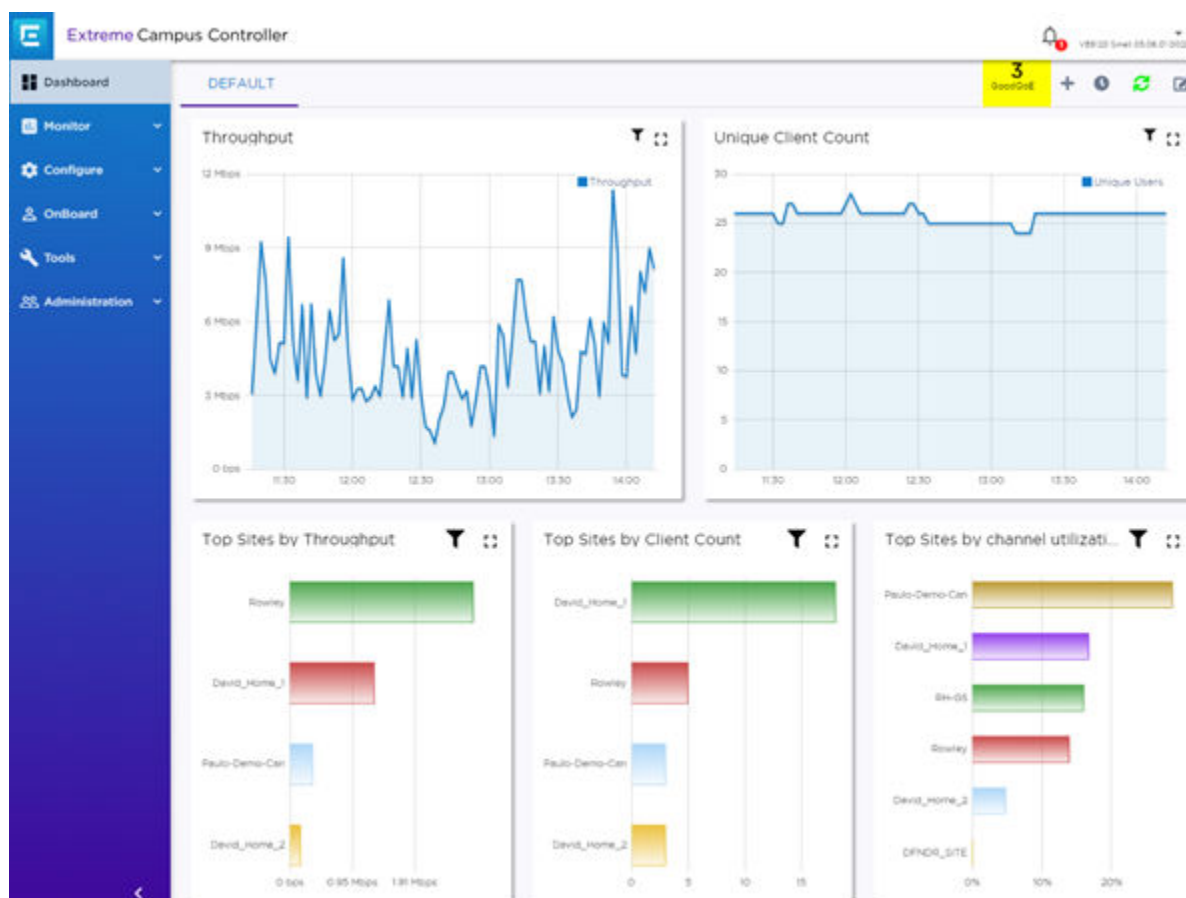 Extreme Campus Controller
1
Dashboard
Monitor
Configure
OnBoard
Tools
Administration
DEFAULT
3
GoodGoE
Throughput
12 Mbps
9 Mbps
6 Mbps
3 Mbps
0 bps
Throughput
11:30 12:00 12:30 13:00 13:30 14:00
Unique Client Count
30
25
20
15
10
5
0
Unique Users
11:30 12:00 12:30 13:00 13:30 14:00
Top Sites by Throughput
Rowley
David_Home_1
Paulo-Demo-Can
David_Home_2
0 bps 0.95 Mbps 1.91 Mbps
Top Sites by Client Count
David_Home_1
Rowley
Paulo-Demo-Can
David_Home_2
0 5 10 15
Top Sites by channel utilizati...
Paulo-Demo-Can
David_Home_1
RH-GS
Rowley
David_Home_2
DFNDR_SITE
0% 10% 20%